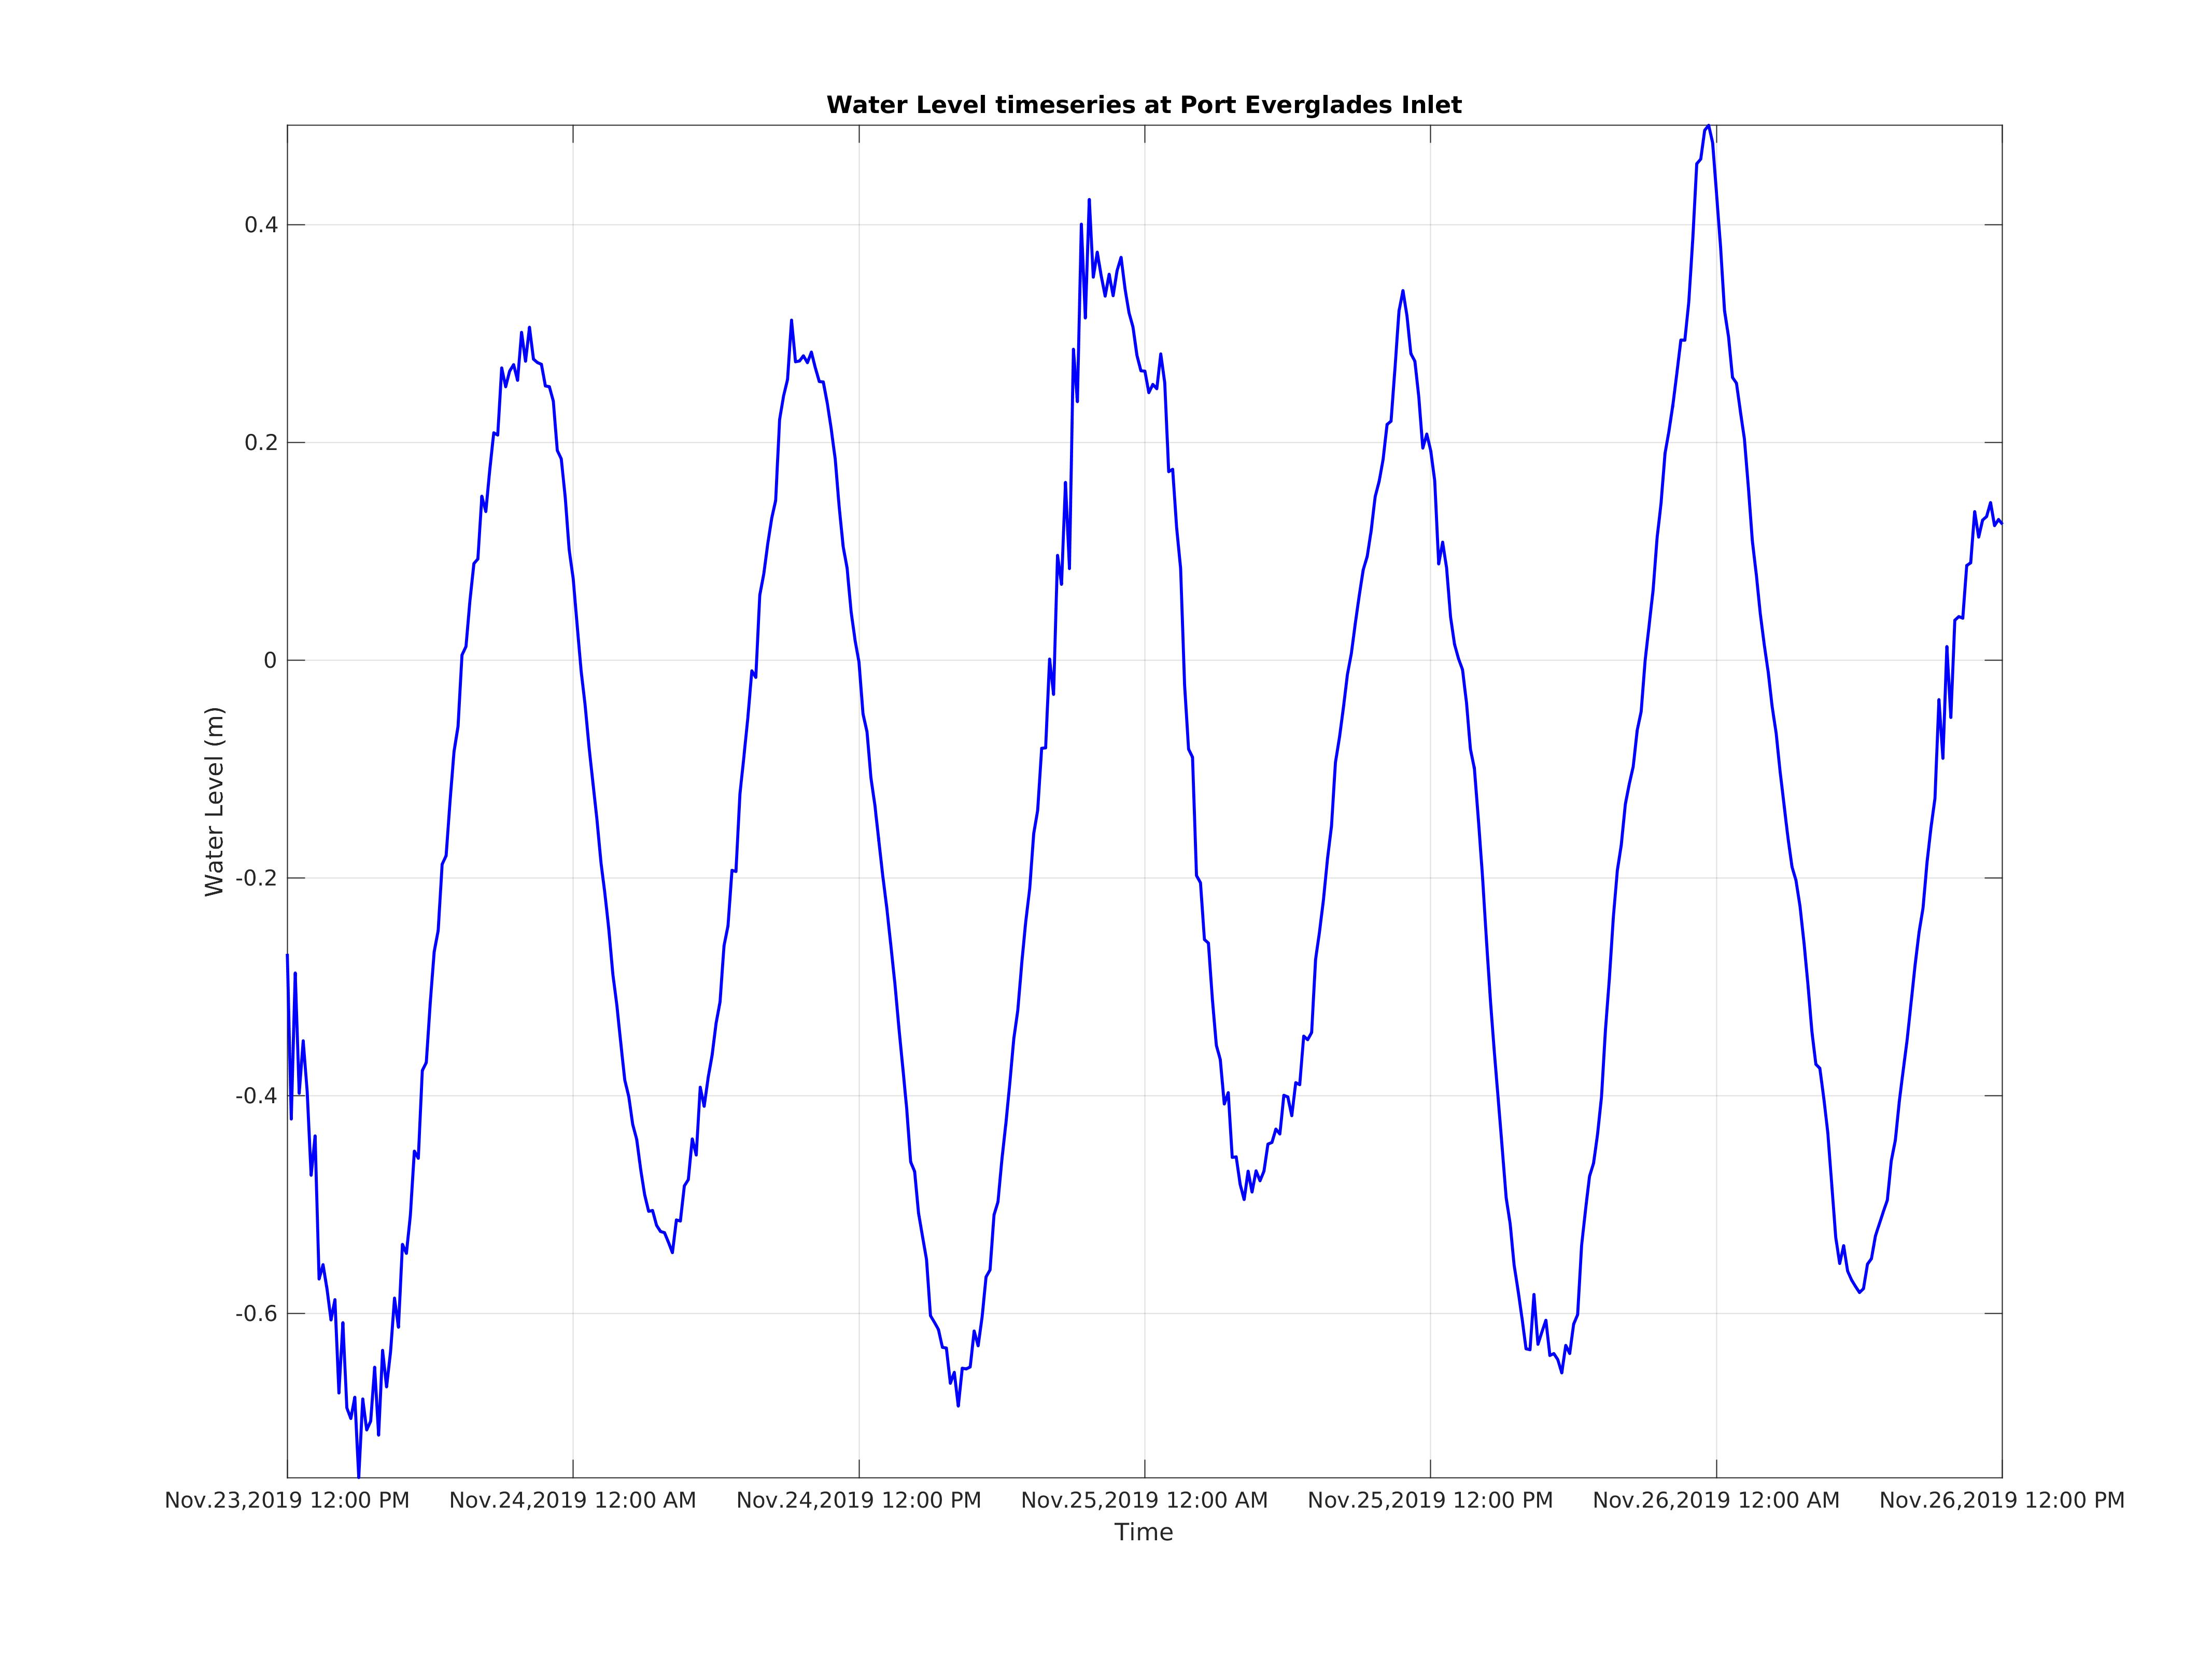 Water Level timeseries at Port Everglades Inlet
0.4
0.2
0
-0.2
-0.4
-0.6
Water Level (m)
Nov.23,2019 12:00 PM Nov.24,2019 12:00 AM Nov.24,2019 12:00 PM Nov.25,2019 12:00 AM Nov.25,2019 12:00 PM Nov.26,2019 12:00 AM Nov.26,2019 12:00 PM
Time